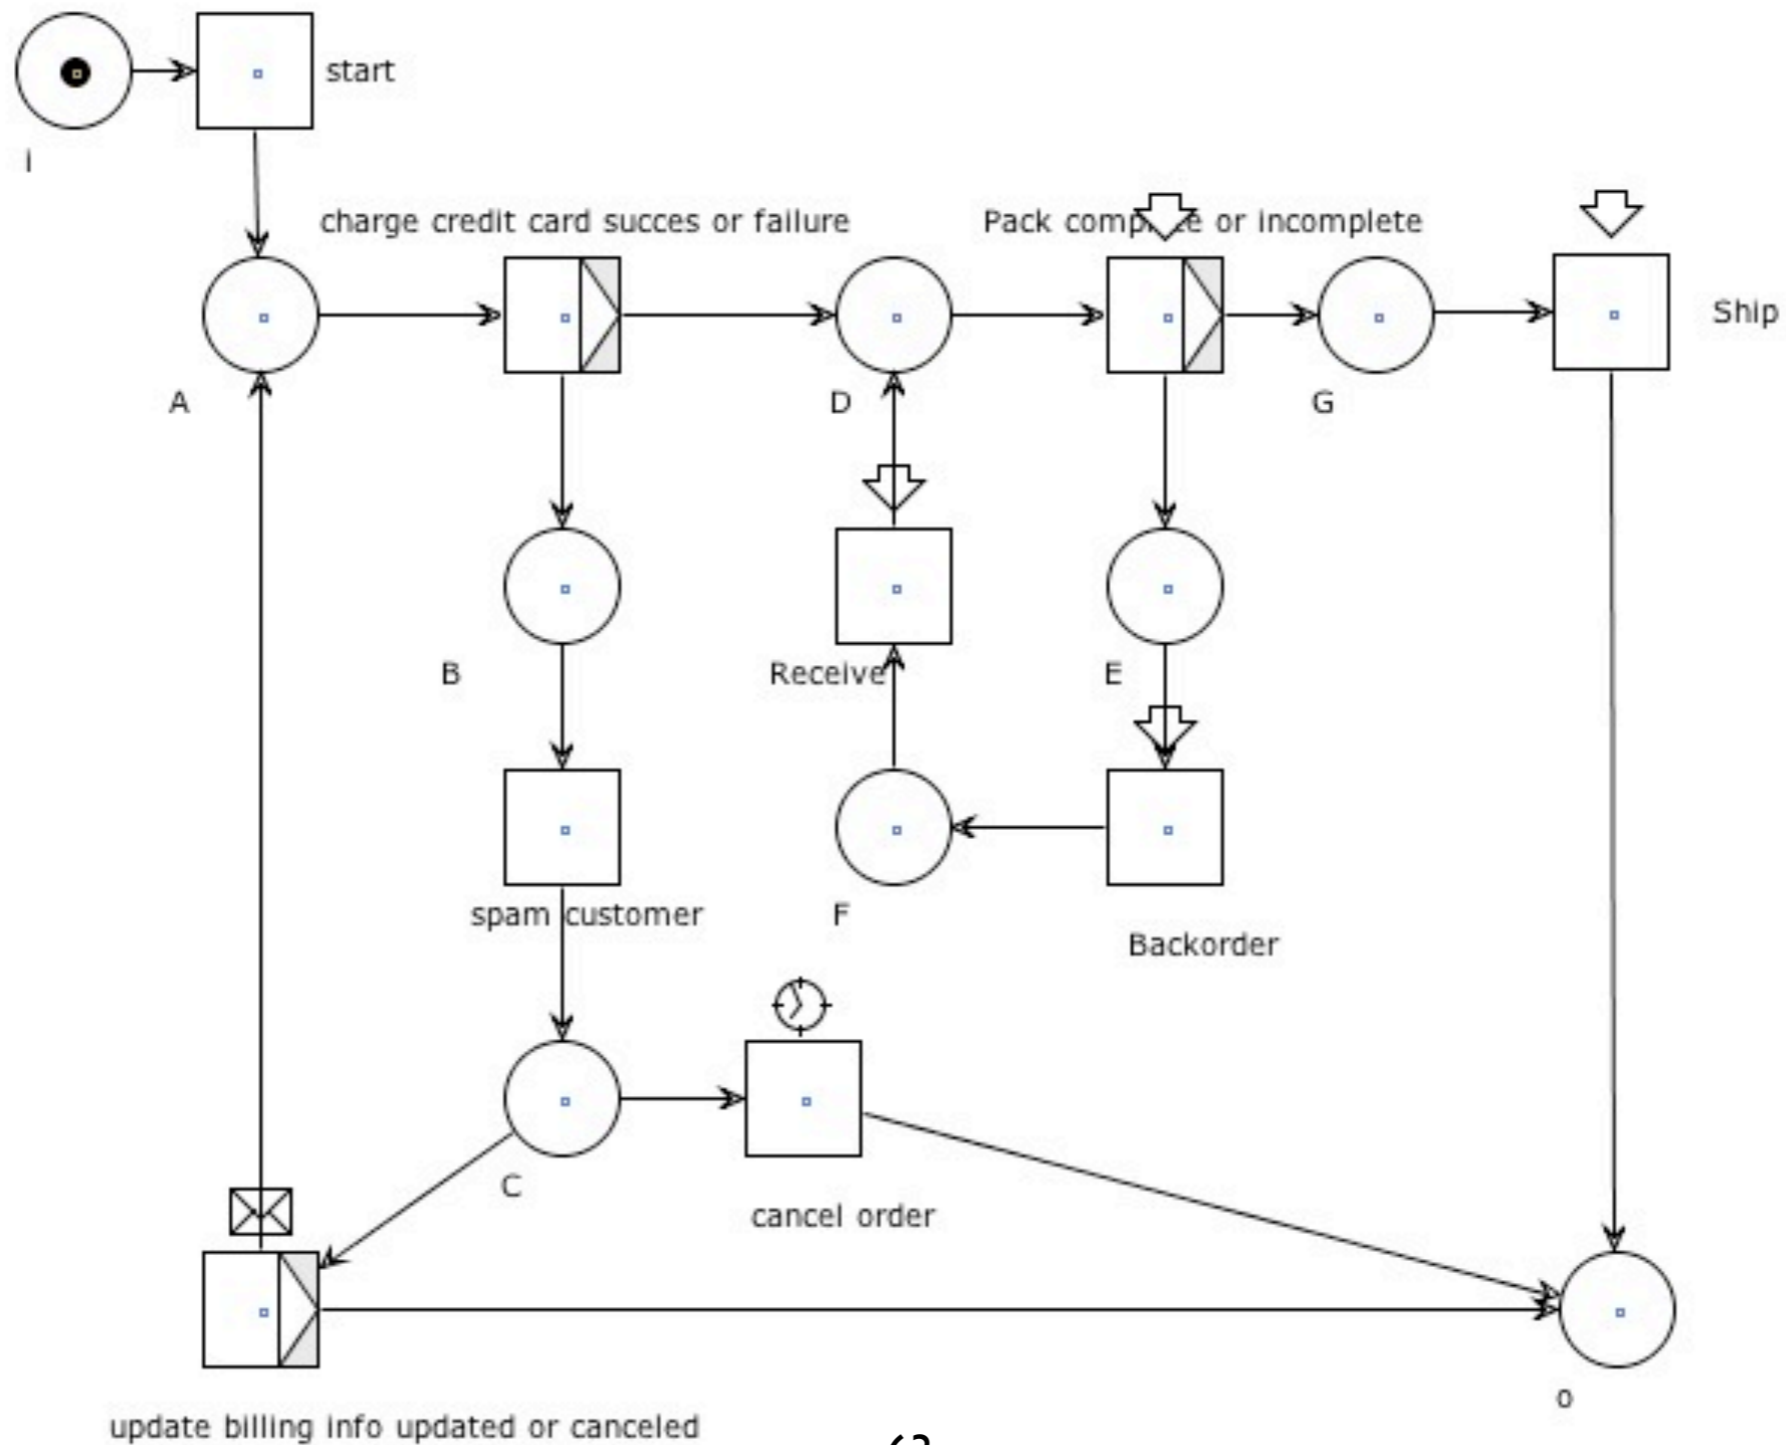 start
i
charge credit card succes or failure
Pack complete or incomplete
Ship
A
D
G
B
Receive
E
spam customer
F
Backorder
C
cancel order
o
update billing info updated or canceled